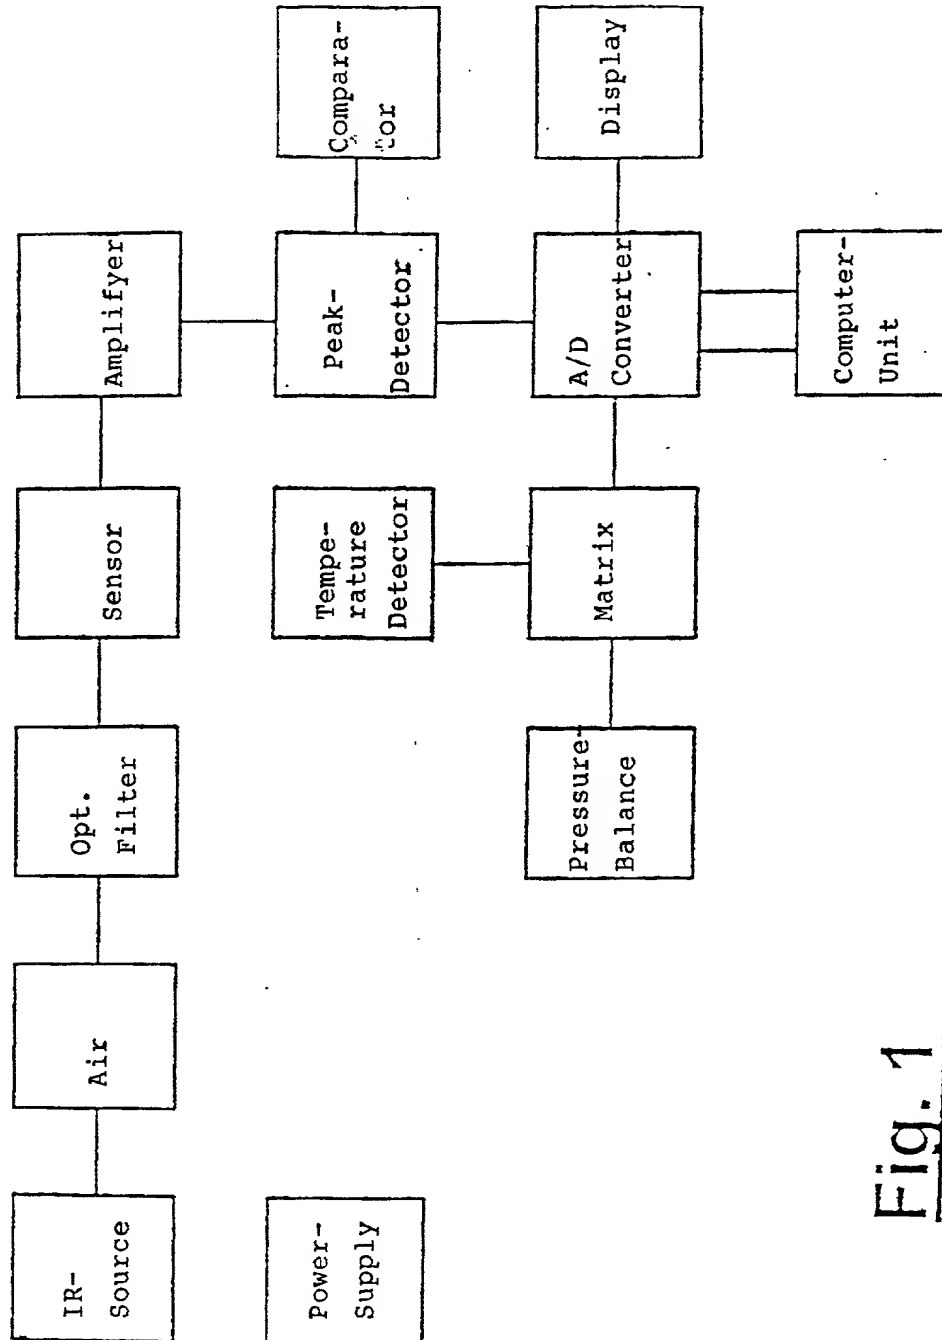 IR-
Source
Air
Opt.
Filter
Sensor
Amplifyer
Power-
Supply
Tempe-
rature
Detector
Peak-
Detector
Compara-
tor
Pressure-
Balance
Matrix
A/D
Converter
Display
Computer-
Unit
Fig. 1